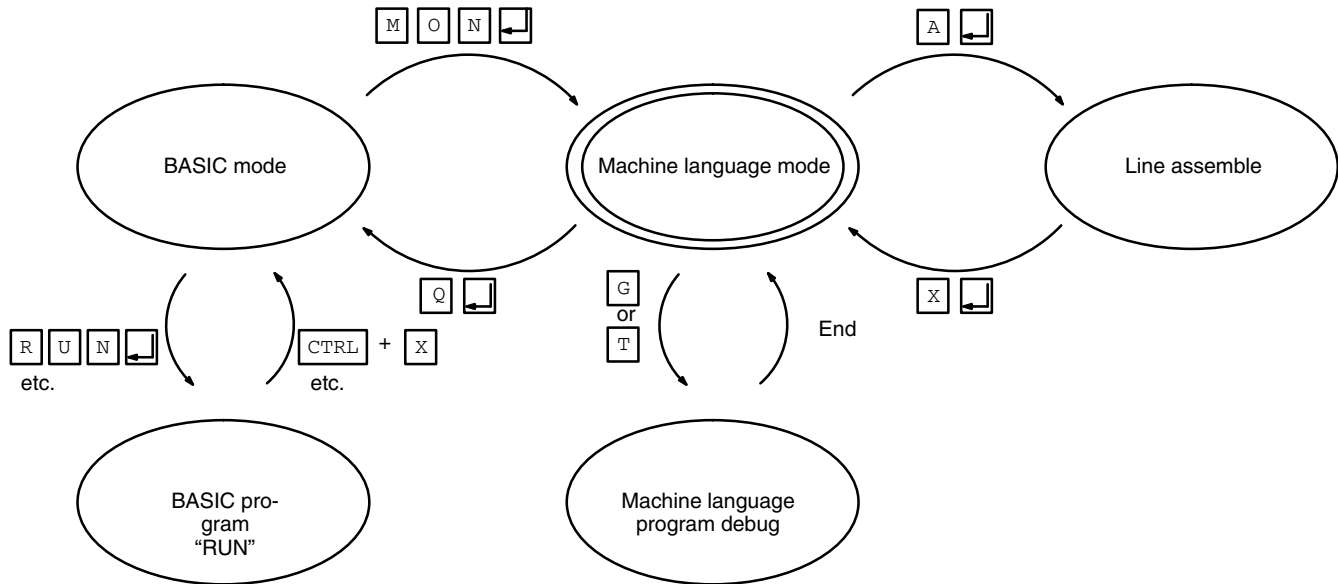 M O N
A
BASIC mode
Machine language mode
Line assemble
Q
X
G
or
T
End
R U N
etc.
CTRL + X
etc.
BASIC pro-
gram
“RUN”
Machine language
program debug